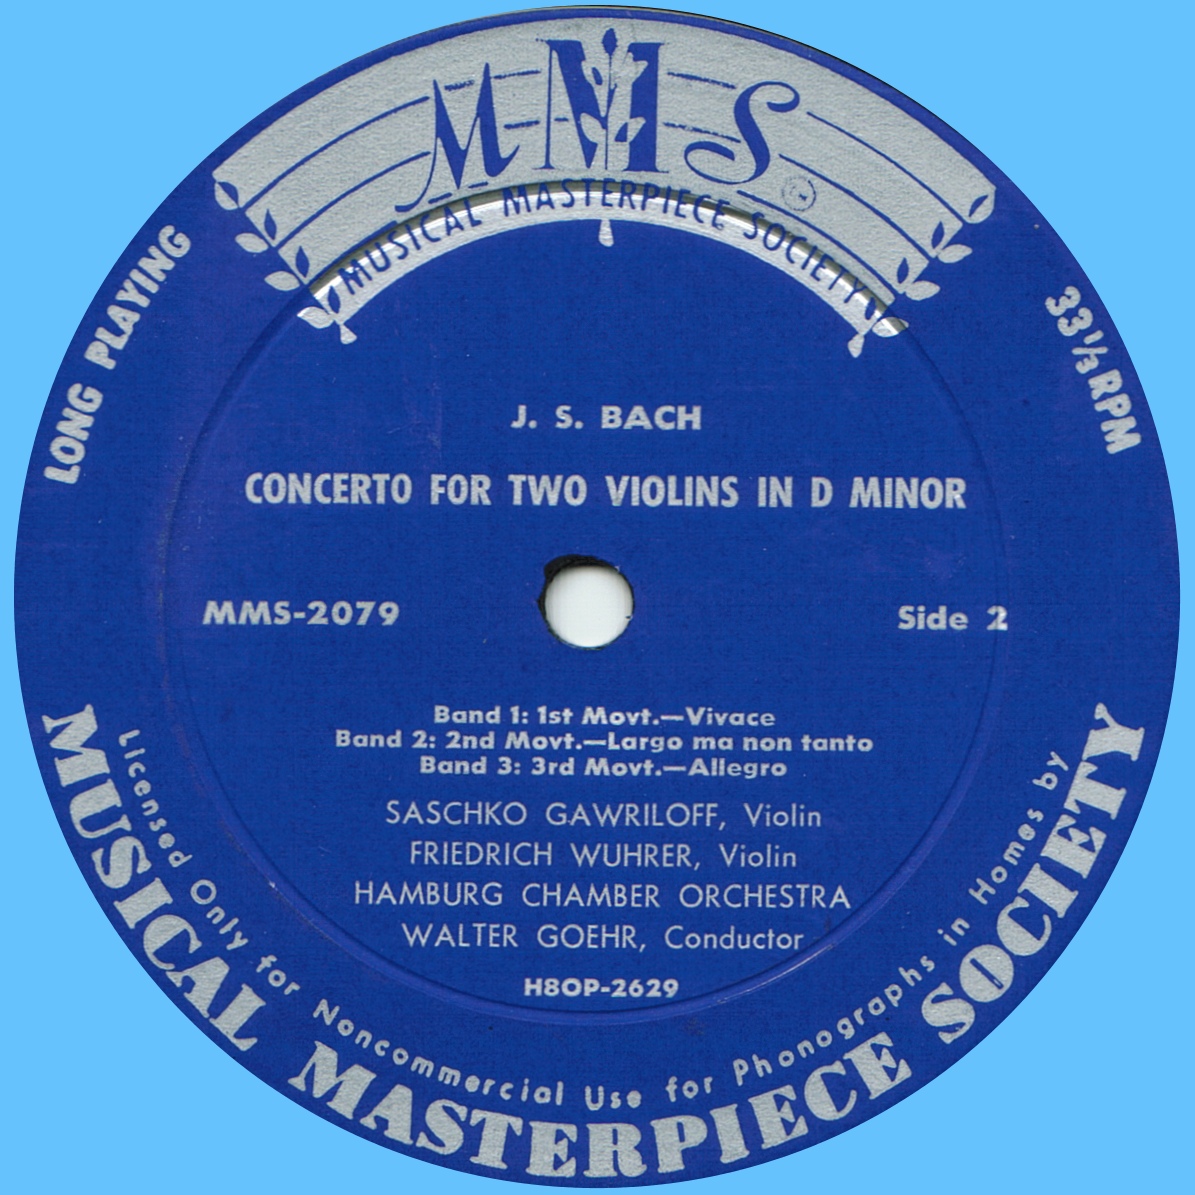 MMS
MUSICAL MASTERPIECE SOCIETY
LONG PLAYING
33⅓ RPM
J. S. BACH
CONCERTO FOR TWO VIOLINS IN D MINOR
MMS-2079
Side 2
Band 1: 1st Movt.—Vivace
Band 2: 2nd Movt.—Largo ma non tanto
Band 3: 3rd Movt.—Allegro
SASCHKO GAWRILOFF, Violin
FRIEDRICH WUHRER, Violin
HAMBURG CHAMBER ORCHESTRA
WALTER GOEHR, Conductor
H8OP-2629
Licensed Only for Noncommercial Use for Phonographs in Homes by
MUSICAL MASTERPIECE SOCIETY